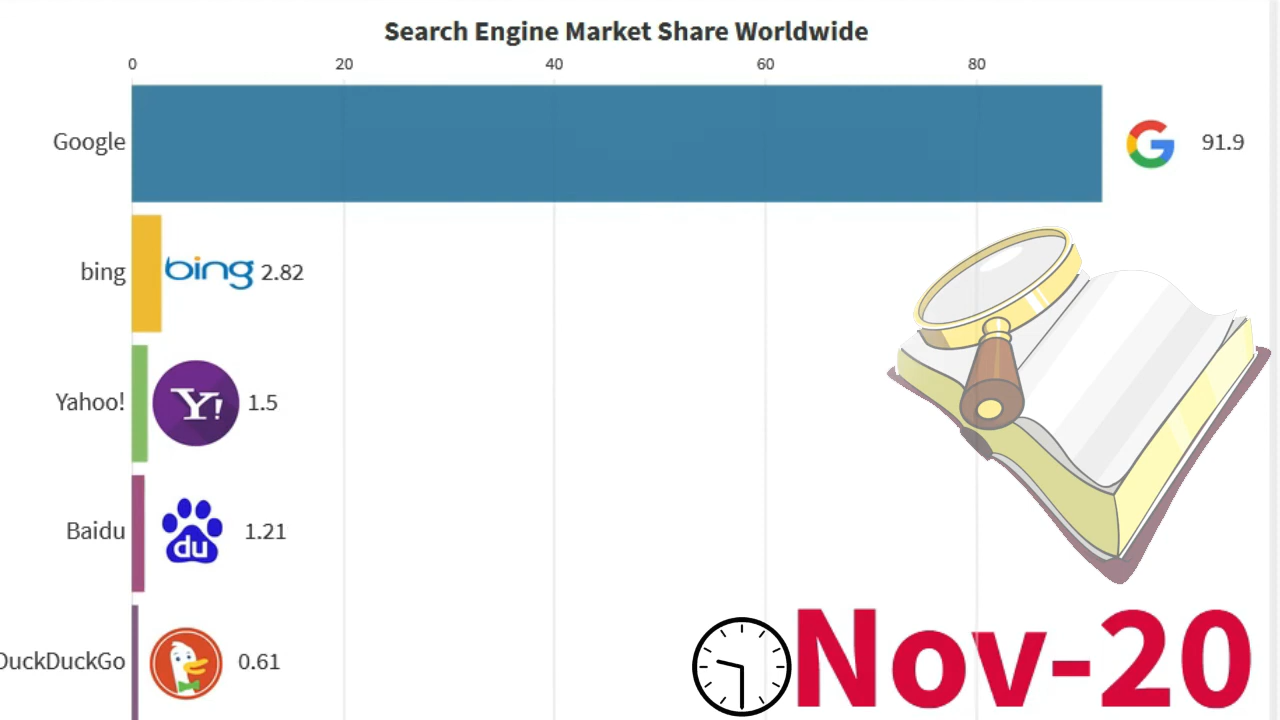 Search Engine Market Share Worldwide
0 20 40 60 80
Google G 91.9
bing bing 2.82
Yahoo! Y! 1.5
Baidu du 1.21
DuckDuckGo 0.61
Nov-20